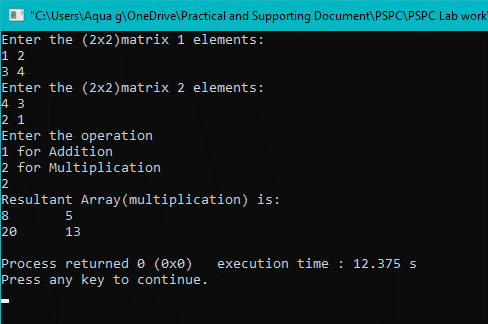 "C:\Users\Aqua g\OneDrive\Practical and Supporting Document\PSPC\PSPC Lab work\
Enter the (2x2)matrix 1 elements:
1 2
3 4
Enter the (2x2)matrix 2 elements:
4 3
2 1
Enter the operation
1 for Addition
2 for Multiplication
2
Resultant Array(multiplication) is:
8 5
20 13
Process returned 0 (0x0) execution time : 12.375 s
Press any key to continue.